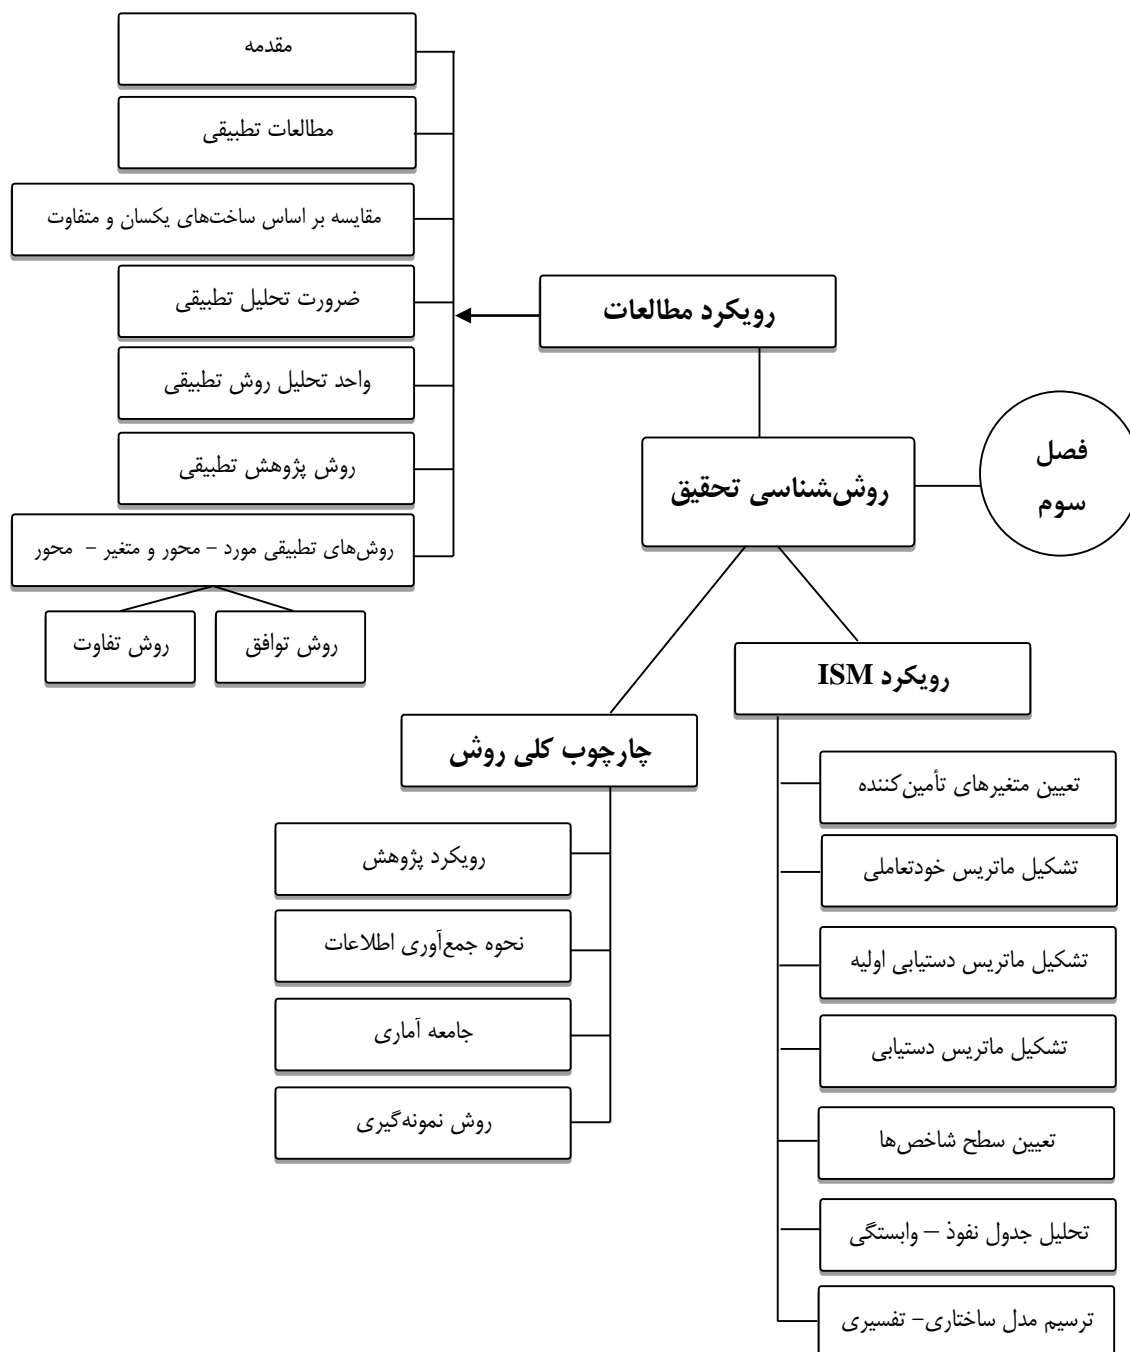 مقدمه
مطالعات تطبیقی
مقایسه بر اساس ساخت‌های یکسان و متفاوت
ضرورت تحلیل تطبیقی
واحد تحلیل روش تطبیقی
روش پژوهش تطبیقی
روش‌های تطبیقی مورد – محور و متغیر – محور
روش توافق
روش تفاوت
رویکرد مطالعات
فصل
سوم
روش‌شناسی تحقیق
رویکرد ISM
چارچوب کلی روش
تعیین متغیرهای تأمین‌کننده
تشکیل ماتریس خودتعاملی
تشکیل ماتریس دستیابی اولیه
تشکیل ماتریس دستیابی
تعیین سطح شاخص‌ها
تحلیل جدول نفوذ – وابستگی
ترسیم مدل ساختاری- تفسیری
رویکرد پژوهش
نحوه جمع‌آوری اطلاعات
جامعه آماری
روش نمونه‌گیری